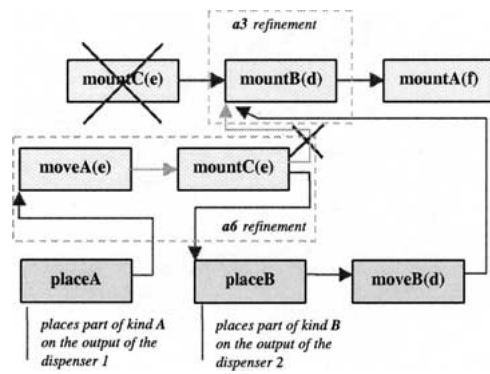 a3 refinement
mountC(e)
mountB(d)
mountA(f)
moveA(e)
mountC(e)
a6 refinement
placeA
placeB
moveB(d)
places part of kind A
on the output of the
dispenser 1
places part of kind B
on the output of the
dispenser 2